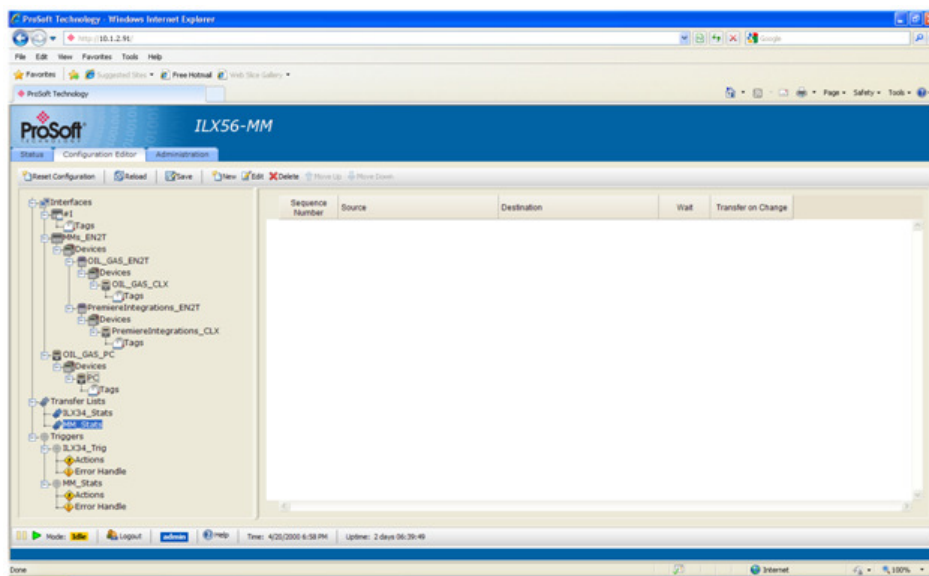 ProSoft Technology - Windows Internet Explorer
http://10.1.2.91/
Google
File Edit View Favorites Tools Help
Favorites Suggested Sites Free Hotmail Web Slice Gallery
ProSoft Technology
Page Safety Tools
ProSoft
TECHNOLOGY
ILX56-MM
Status Configuration Editor Administration
Reset Configuration Reload Save New Edit Delete Move Up Move Down
Sequence Number Source Destination Wait Transfer on Change
Interfaces
Tags
MMs_EN2T
Devices
OIL_GAS_EN2T
Devices
OIL_GAS_CLX
Tags
PremiereIntegrations_EN2T
Devices
PremiereIntegrations_CLX
Tags
OIL_GAS_PC
Devices
PC
Tags
Transfer Lists
ILX34_Stats
MM_Stats
Triggers
ILX34_Trig
Actions
Error Handle
MM_Stats
Actions
Error Handle
Mode: Idle Logout admin Help Time: 4/20/2000 6:58 PM Uptime: 2 days 06:39:49
Done Internet 100%